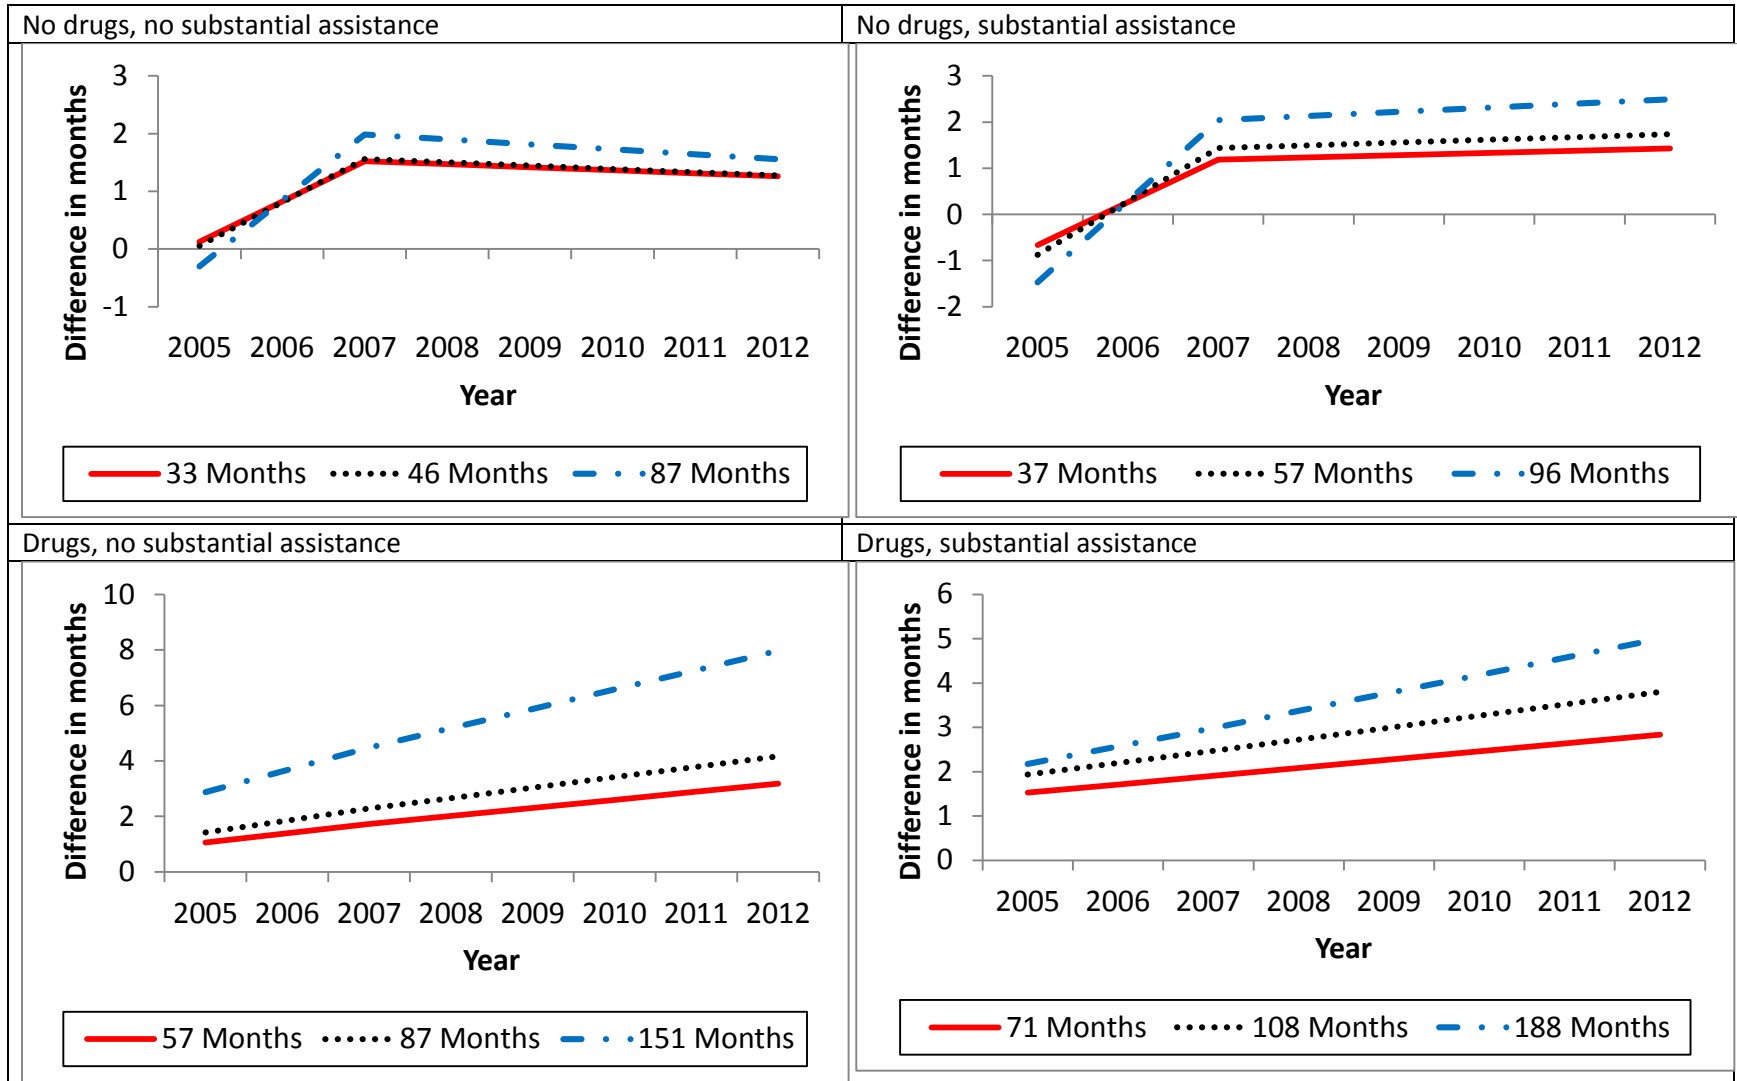 No drugs, no substantial assistance
Difference in months
3
2
1
0
-1
2005 2006 2007 2008 2009 2010 2011 2012
Year
33 Months 46 Months 87 Months
No drugs, substantial assistance
Difference in months
3
2
1
0
-1
-2
2005 2006 2007 2008 2009 2010 2011 2012
Year
37 Months 57 Months 96 Months
Drugs, no substantial assistance
Difference in months
10
8
6
4
2
0
2005 2006 2007 2008 2009 2010 2011 2012
Year
57 Months 87 Months 151 Months
Drugs, substantial assistance
Difference in months
6
5
4
3
2
1
0
2005 2006 2007 2008 2009 2010 2011 2012
Year
71 Months 108 Months 188 Months